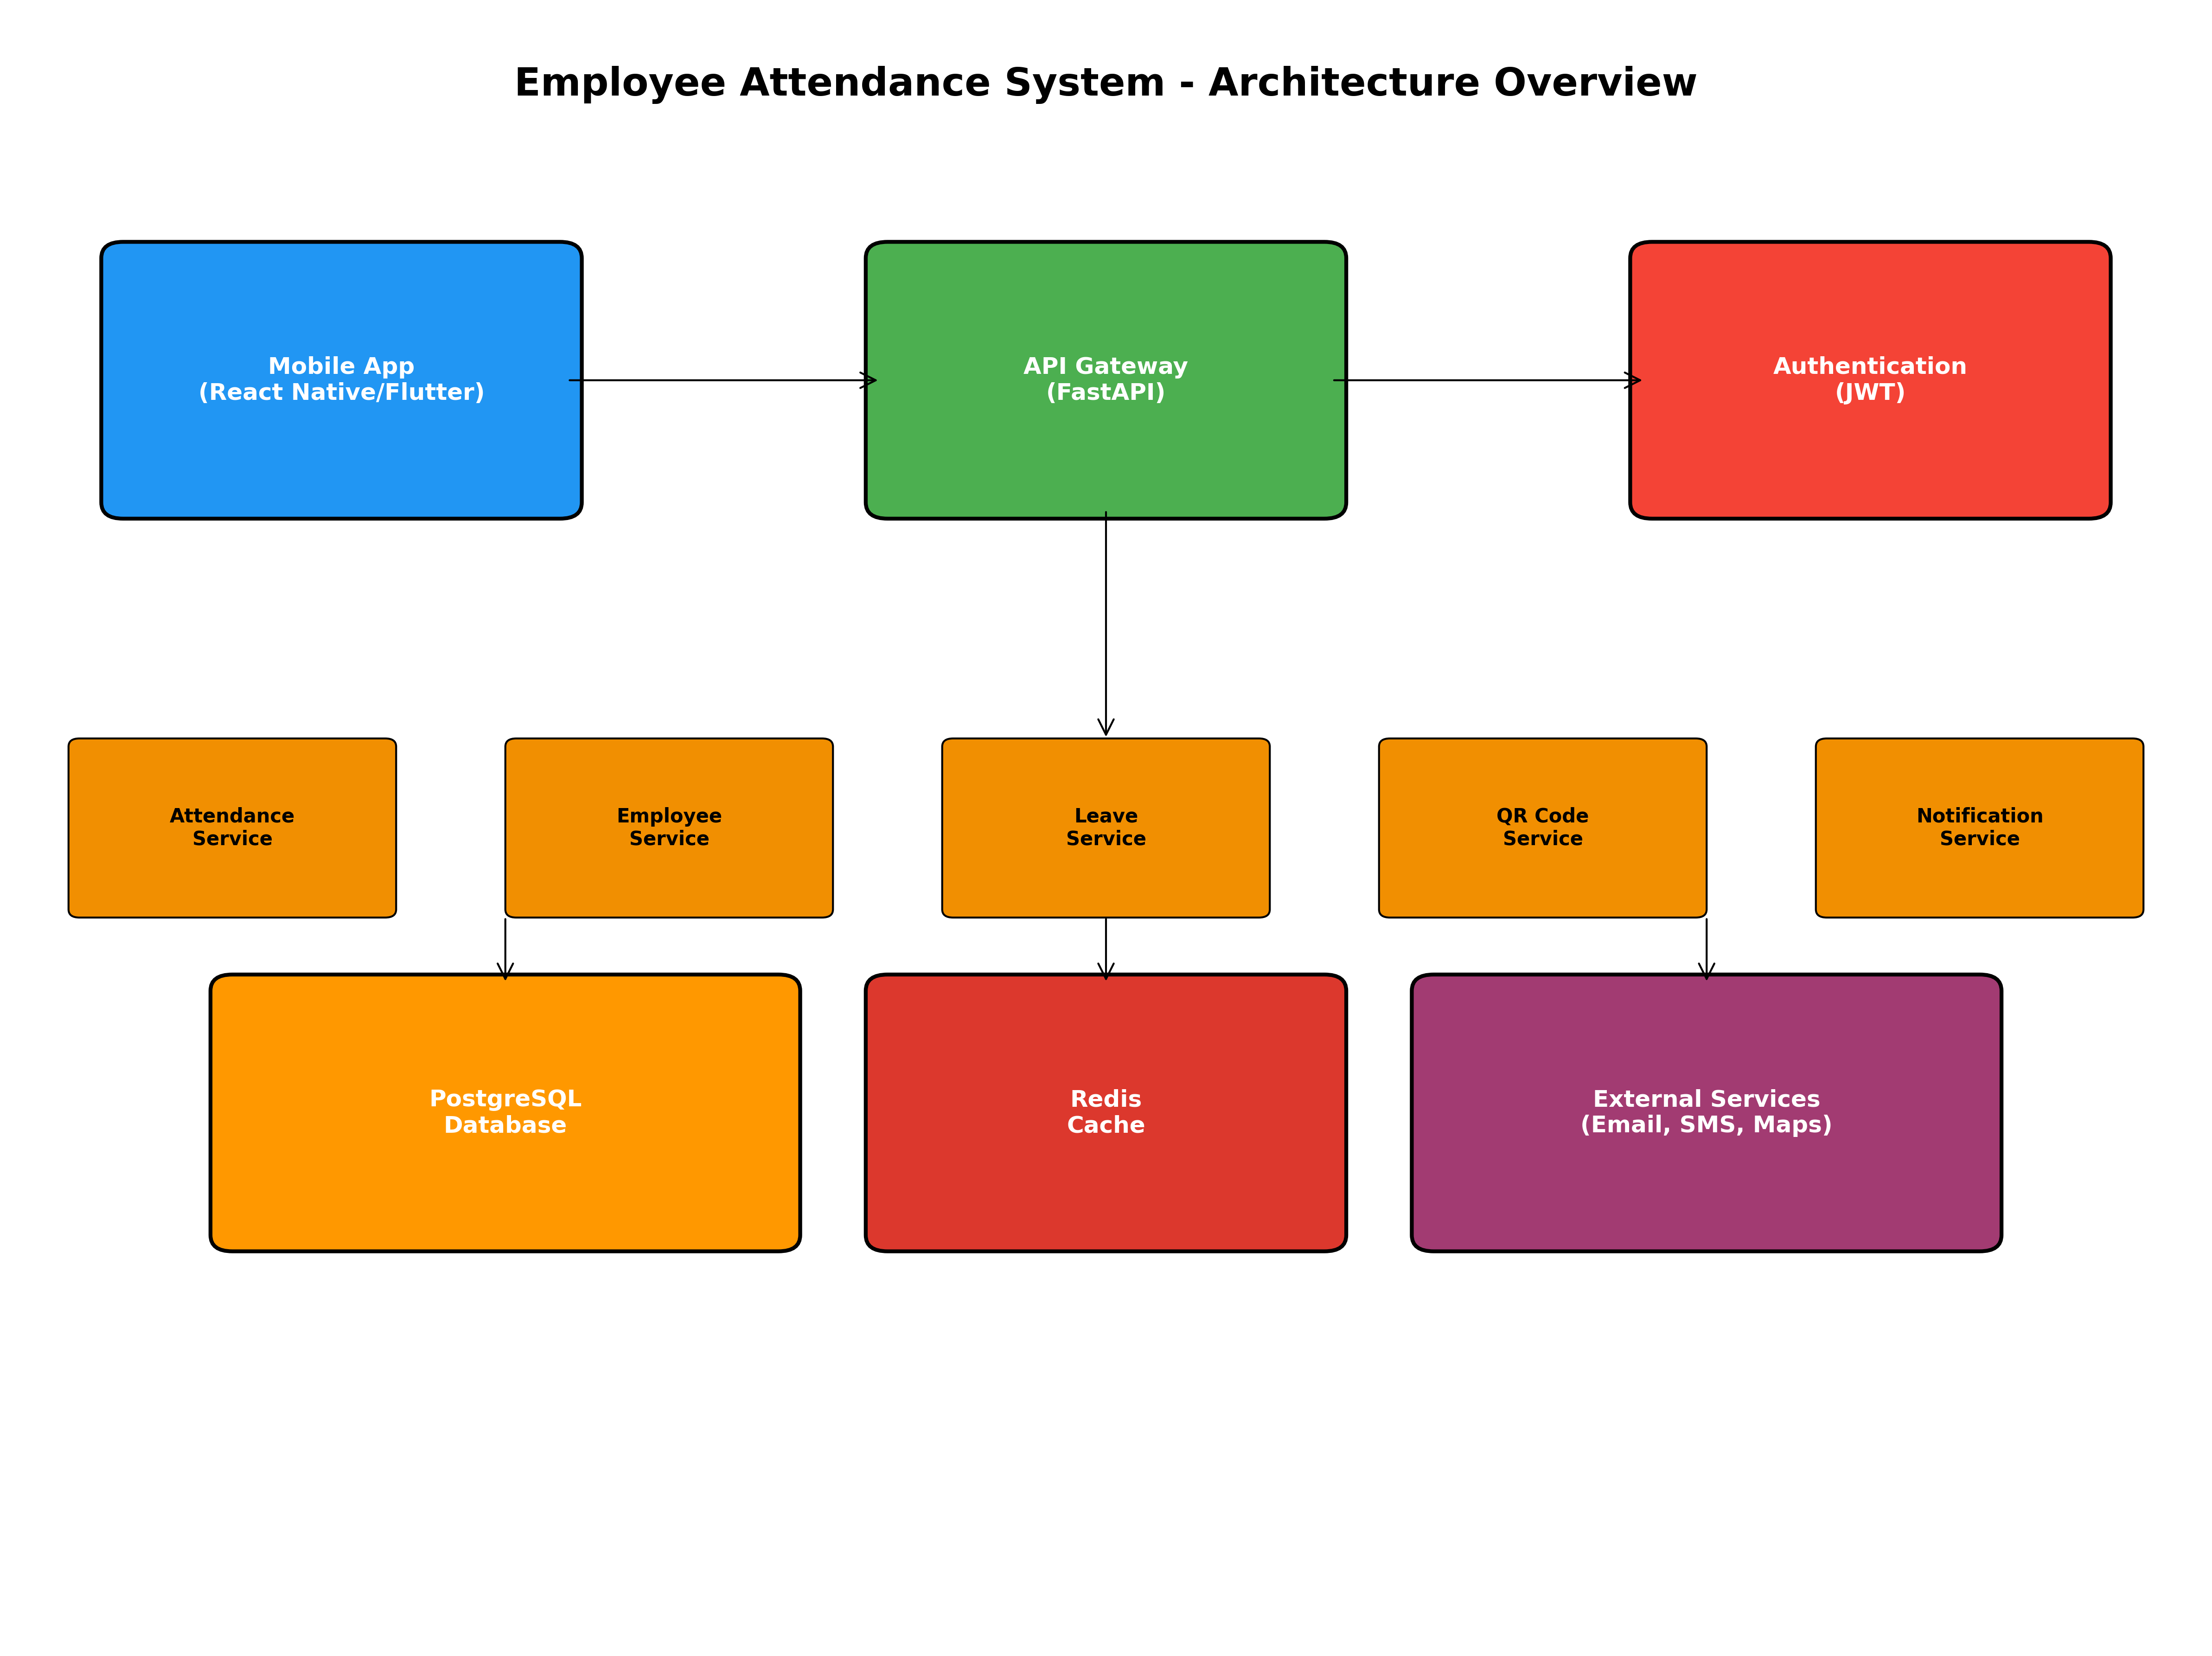 Employee Attendance System - Architecture Overview
Mobile App
(React Native/Flutter)
API Gateway
(FastAPI)
Authentication
(JWT)
Attendance
Service
Employee
Service
Leave
Service
QR Code
Service
Notification
Service
PostgreSQL
Database
Redis
Cache
External Services
(Email, SMS, Maps)